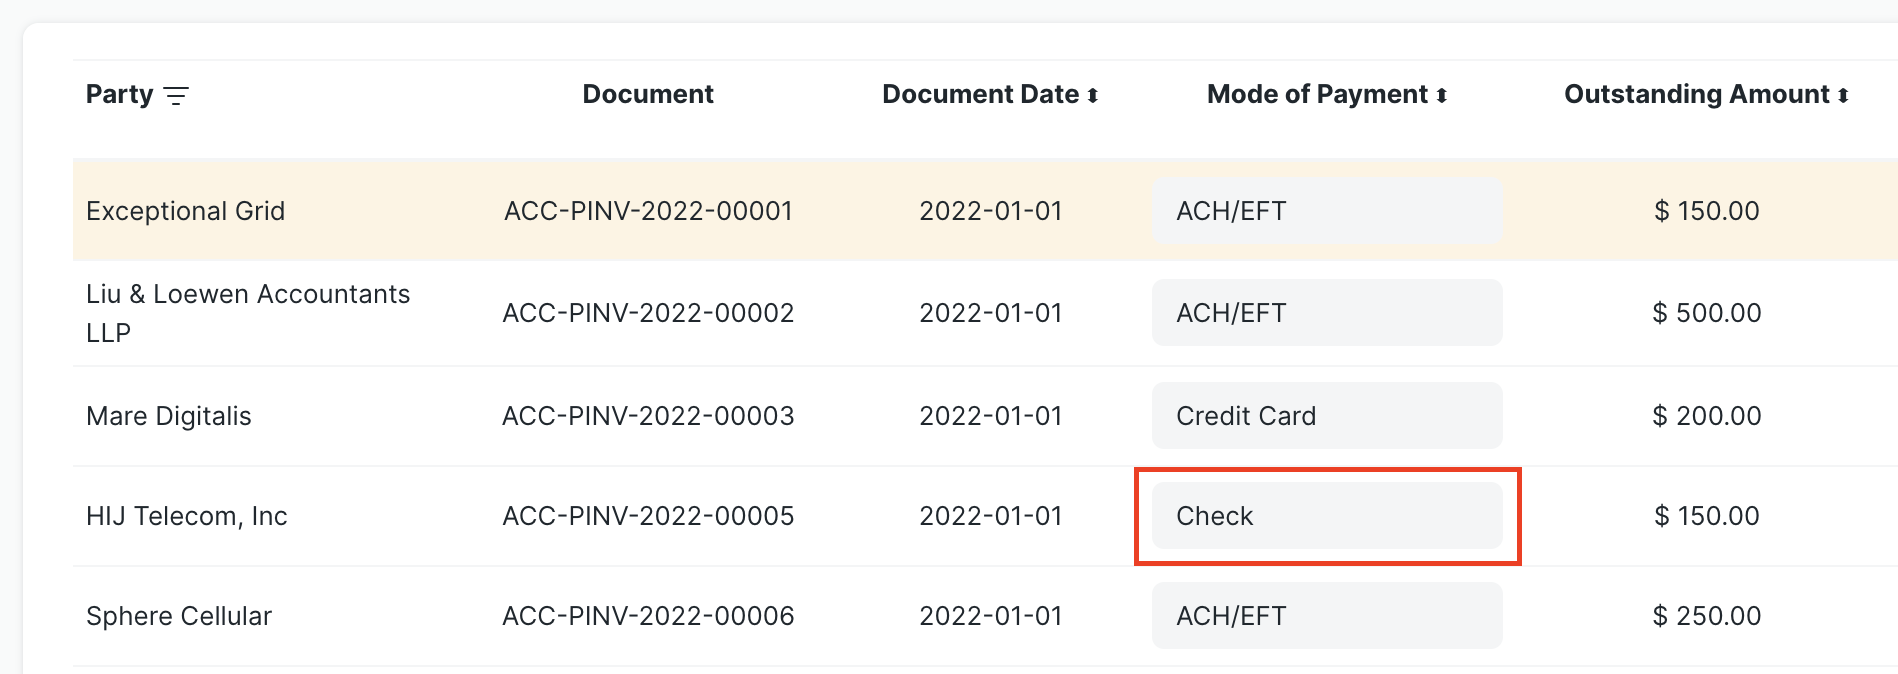 Party Document Document Date Mode of Payment Outstanding Amount
Exceptional Grid ACC-PINV-2022-00001 2022-01-01 ACH/EFT $ 150.00
Liu & Loewen Accountants
LLP ACC-PINV-2022-00002 2022-01-01 ACH/EFT $ 500.00
Mare Digitalis ACC-PINV-2022-00003 2022-01-01 Credit Card $ 200.00
HIJ Telecom, Inc ACC-PINV-2022-00005 2022-01-01 Check $ 150.00
Sphere Cellular ACC-PINV-2022-00006 2022-01-01 ACH/EFT $ 250.00